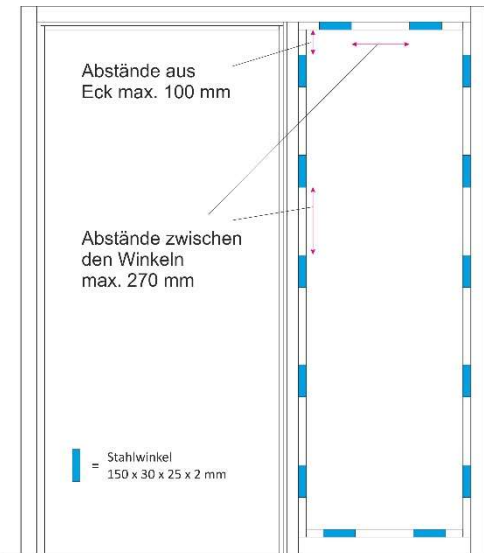 Abstände aus
Eck max. 100 mm
Abstände zwischen
den Winkeln
max. 270 mm
= Stahlwinkel
150 x 30 x 25 x 2 mm